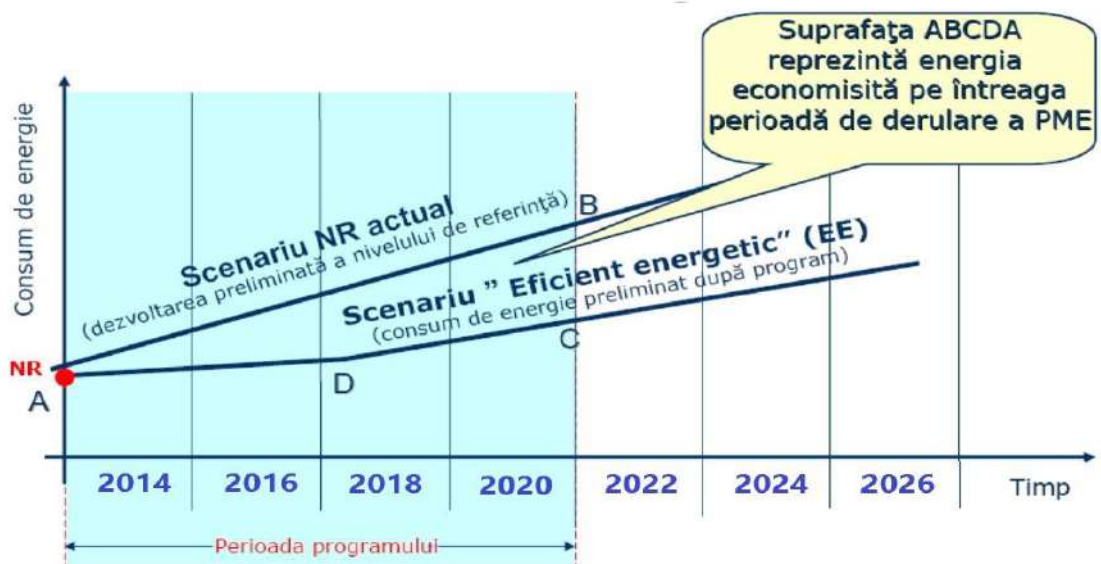 Suprafaţa ABCDA
reprezintă energia
economisită pe întreaga
perioadă de derulare a PME
Consum de energie
Scenariu NR actual
(dezvoltarea preliminată a nivelului de referinţă)
B
Scenariu ” Eficient energetic” (EE)
(consum de energie preliminat după program)
C
NR
A
D
2014 2016 2018 2020 2022 2024 2026 Timp
Perioada programului